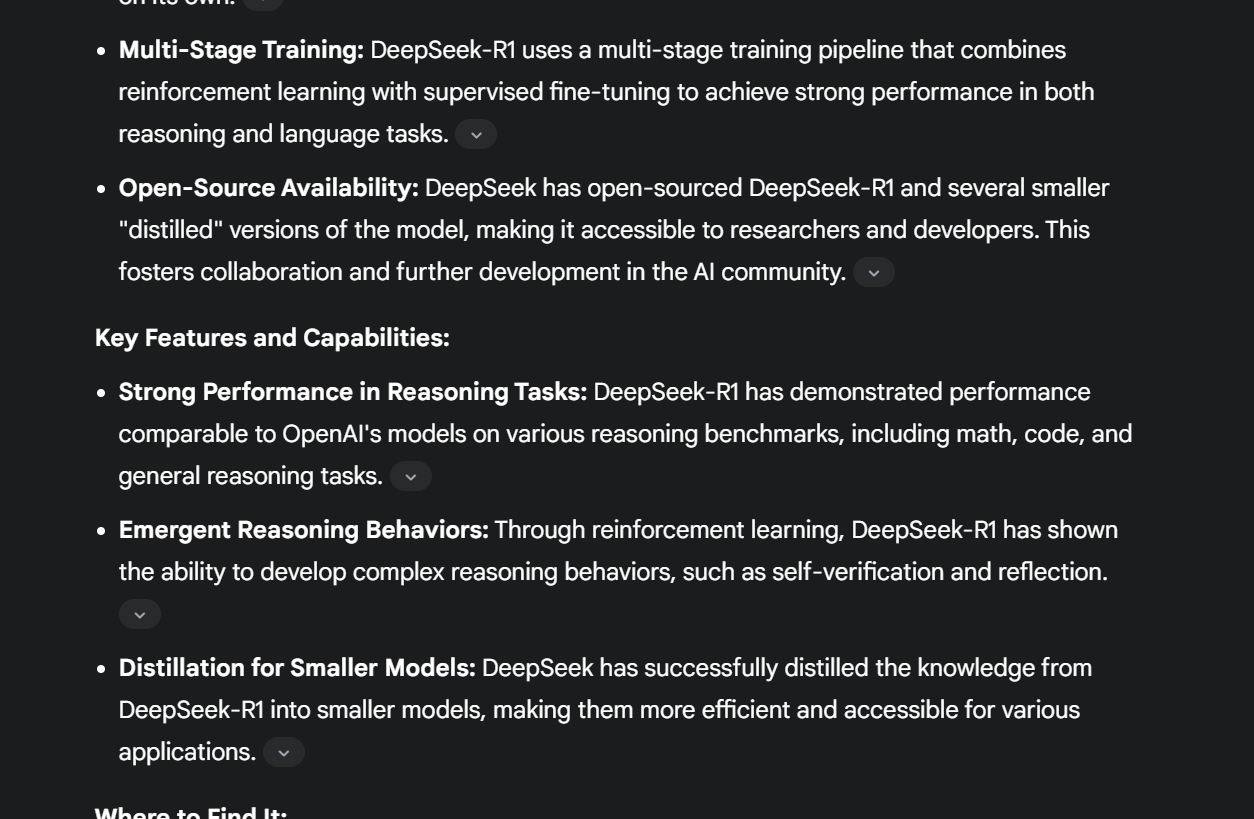 on its own.
• Multi-Stage Training: DeepSeek-R1 uses a multi-stage training pipeline that combines
reinforcement learning with supervised fine-tuning to achieve strong performance in both
reasoning and language tasks.
• Open-Source Availability: DeepSeek has open-sourced DeepSeek-R1 and several smaller
"distilled" versions of the model, making it accessible to researchers and developers. This
fosters collaboration and further development in the AI community.
Key Features and Capabilities:
• Strong Performance in Reasoning Tasks: DeepSeek-R1 has demonstrated performance
comparable to OpenAI's models on various reasoning benchmarks, including math, code, and
general reasoning tasks.
• Emergent Reasoning Behaviors: Through reinforcement learning, DeepSeek-R1 has shown
the ability to develop complex reasoning behaviors, such as self-verification and reflection.
• Distillation for Smaller Models: DeepSeek has successfully distilled the knowledge from
DeepSeek-R1 into smaller models, making them more efficient and accessible for various
applications.
Where to Find It: